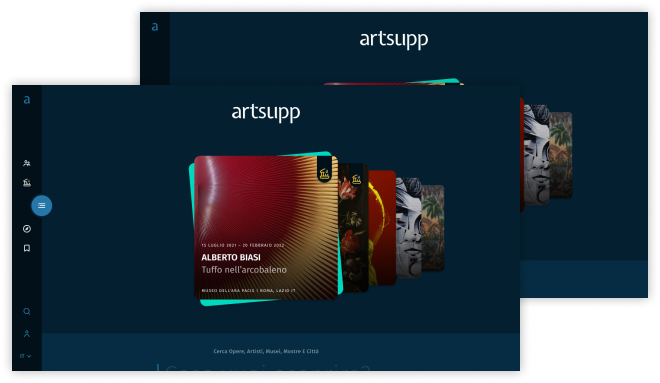 a
artsupp
a
artsupp
15 LUGLIO 2021 - 20 FEBBRAIO 2022
ALBERTO BIASI
Tuffo nell'arcobaleno
MUSEO DELL'ARA PACIS | ROMA, LAZIO IT
IT
Cerca Opere, Artisti, Musei, Mostre E Città